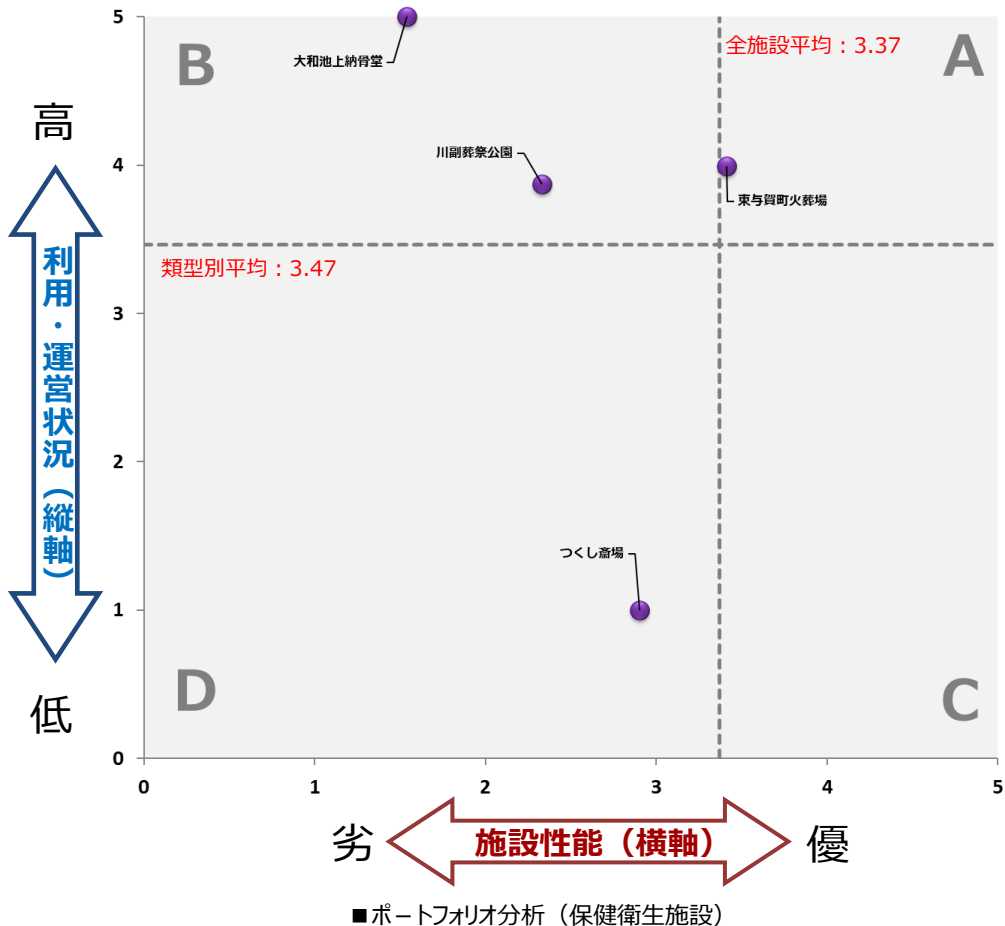 5
4
3
2
1
0
0
1
2
3
4
5
B
A
D
C
大和池上納骨堂
全施設平均：3.37
川副葬祭公園
東与賀町火葬場
類型別平均：3.47
つくし斎場
高
利用・運営状況（縦軸）
低
劣
施設性能（横軸）
優
■ポートフォリオ分析（保健衛生施設）